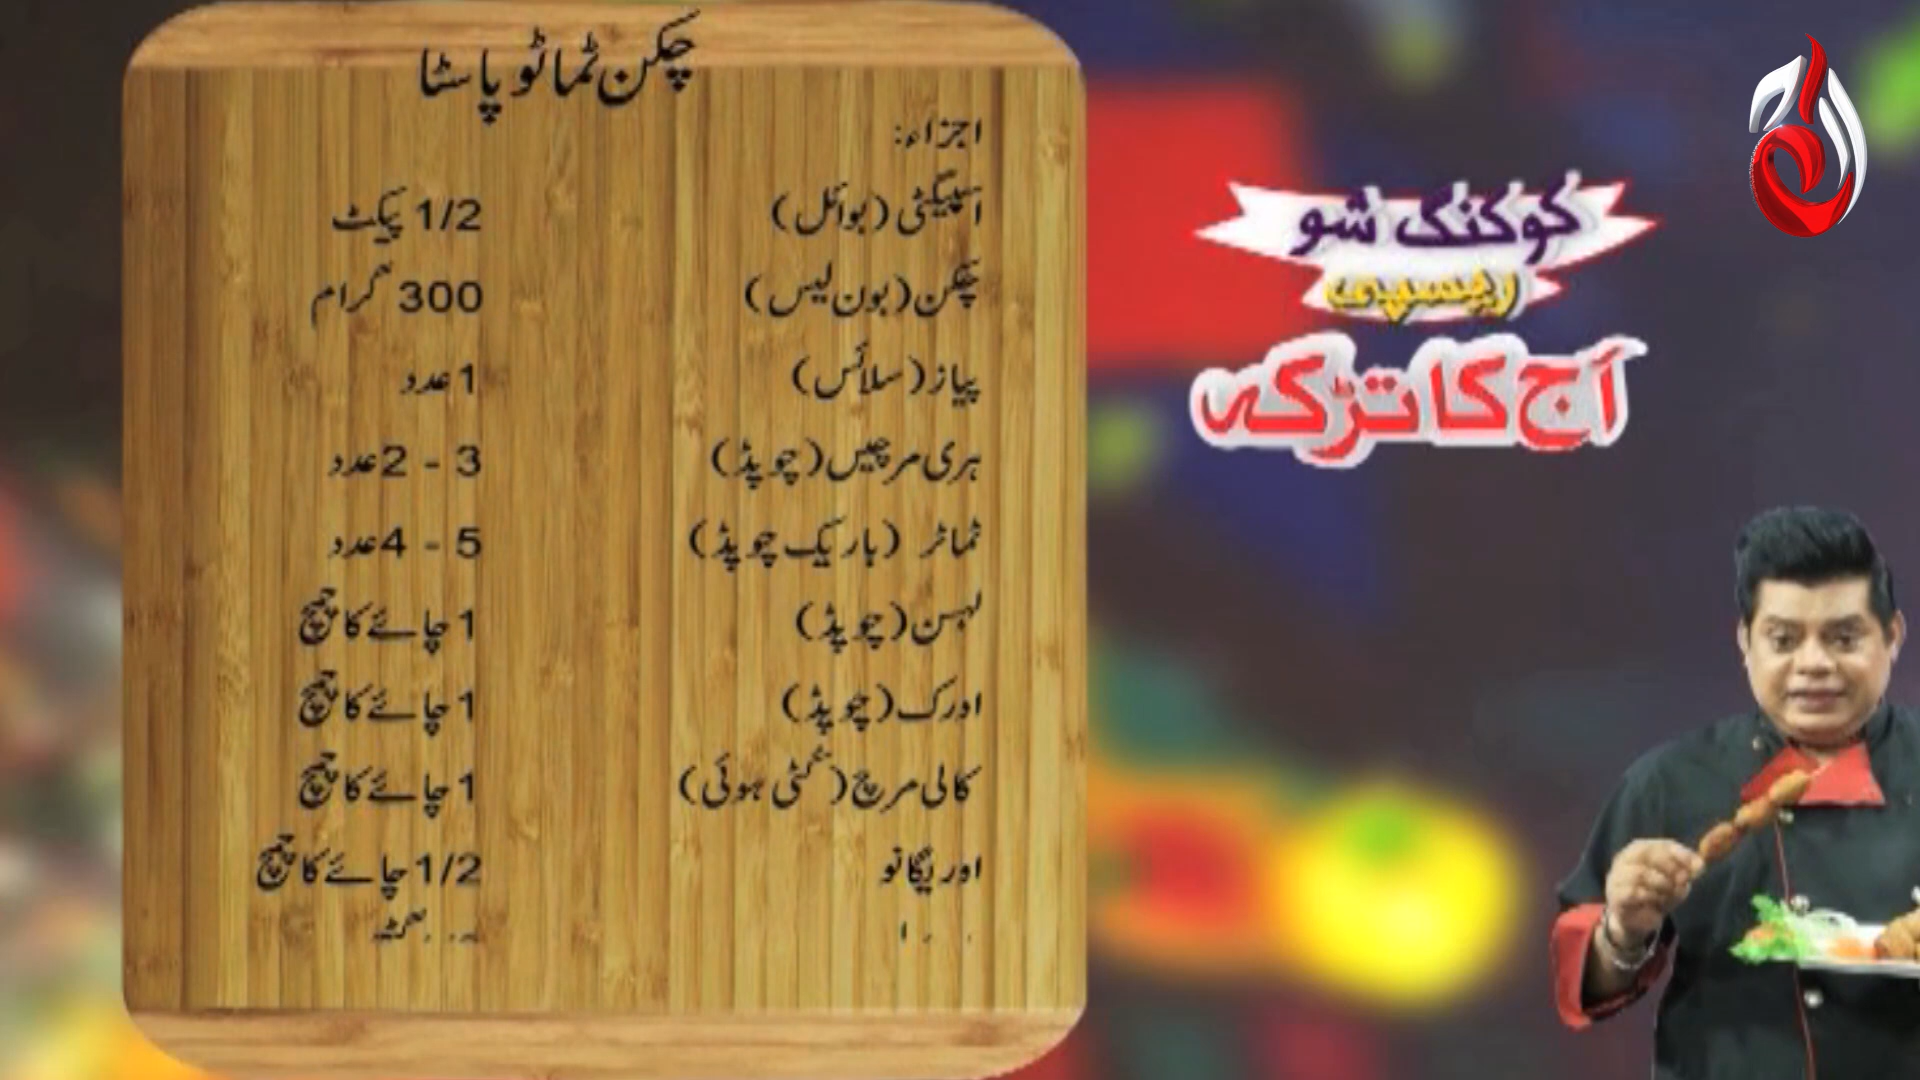 چکن ٹماٹو پاستا
اجزاء:
اسپیگٹی (بوائل) 1/2 پیکٹ
چکن (بون لیس) 300 گرام
پیاز (سلائس) 1 عدد
ہری مرچیں (چوپڈ) 3 - 2 عدد
ٹماٹر (باریک چوپڈ) 5 - 4 عدد
لہسن (چوپڈ) 1 چائے کا چمچ
ادرک (چوپڈ) 1 چائے کا چمچ
کالی مرچ (کٹی ہوئی) 1 چائے کا چمچ
اوریگانو 1/2 چائے کا چمچ
کوکنگ شو
ریسیپی
آج کا تڑکہ